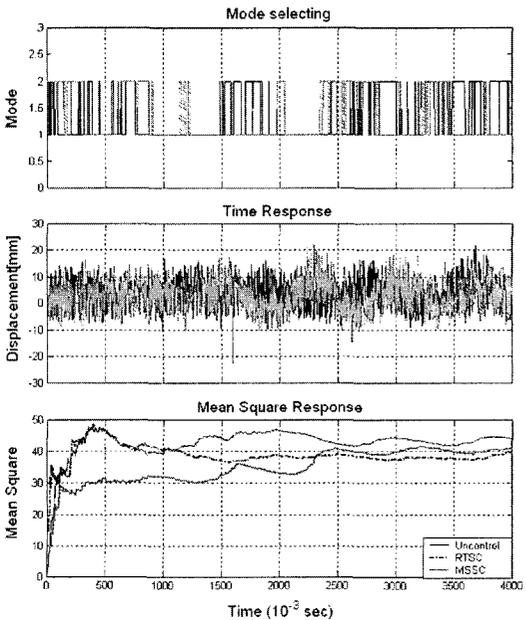 Mode selecting
3
2.5
2
1.5
1
0.5
0
Mode
Time Response
30
20
10
0
-10
-20
-30
Displacement[mm]
Mean Square Response
50
40
30
20
10
0
Mean Square
Uncontrol
RTSC
MSSC
0 500 1000 1500 2000 2500 3000 3500 4000
Time (10⁻³ sec)